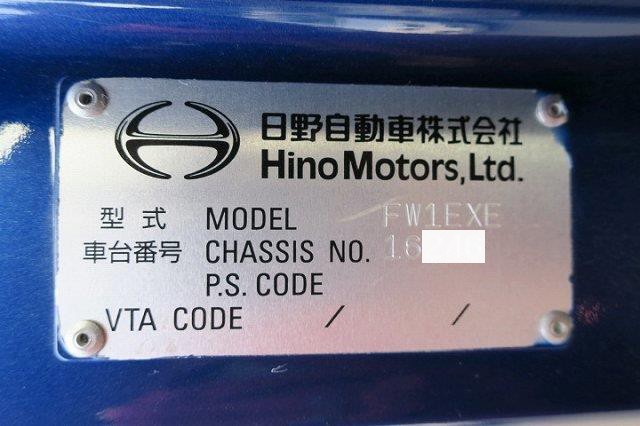 日野自動車株式会社
Hino Motors, Ltd.
型式 MODEL FW1EXE
車台番号 CHASSIS NO. 16
P.S. CODE
VTA CODE / /